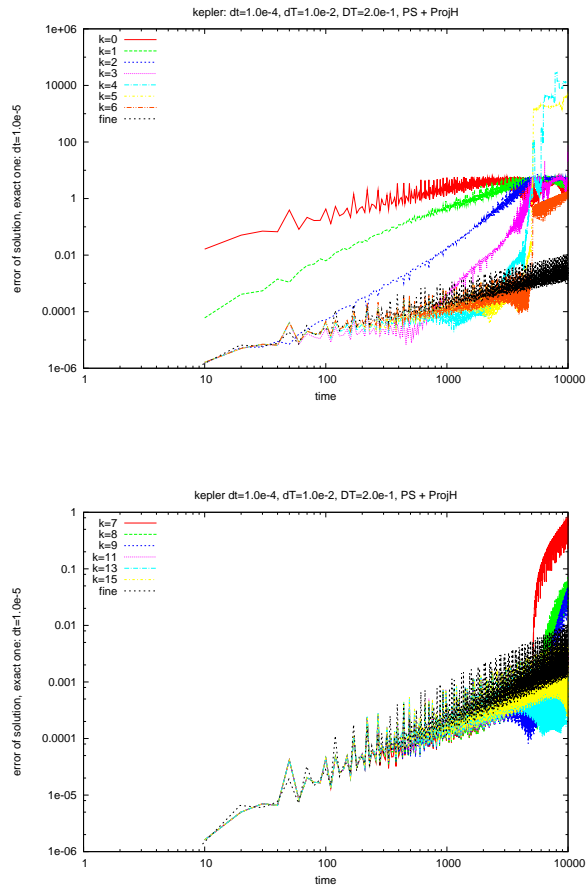 kepler: dt=1.0e-4, dT=1.0e-2, DT=2.0e-1, PS + ProjH
1e+06
10000
100
1
0.01
0.0001
1e-06
k=0
k=1
k=2
k=3
k=4
k=5
k=6
fine
error of solution, exact one: dt=1.0e-5
1 10 100 1000 10000
time
kepler dt=1.0e-4, dT=1.0e-2, DT=2.0e-1, PS + ProjH
1
0.1
0.01
0.001
0.0001
1e-05
1e-06
k=7
k=8
k=9
k=11
k=13
k=15
fine
error of solution, exact one: dt=1.0e-5
1 10 100 1000 10000
time